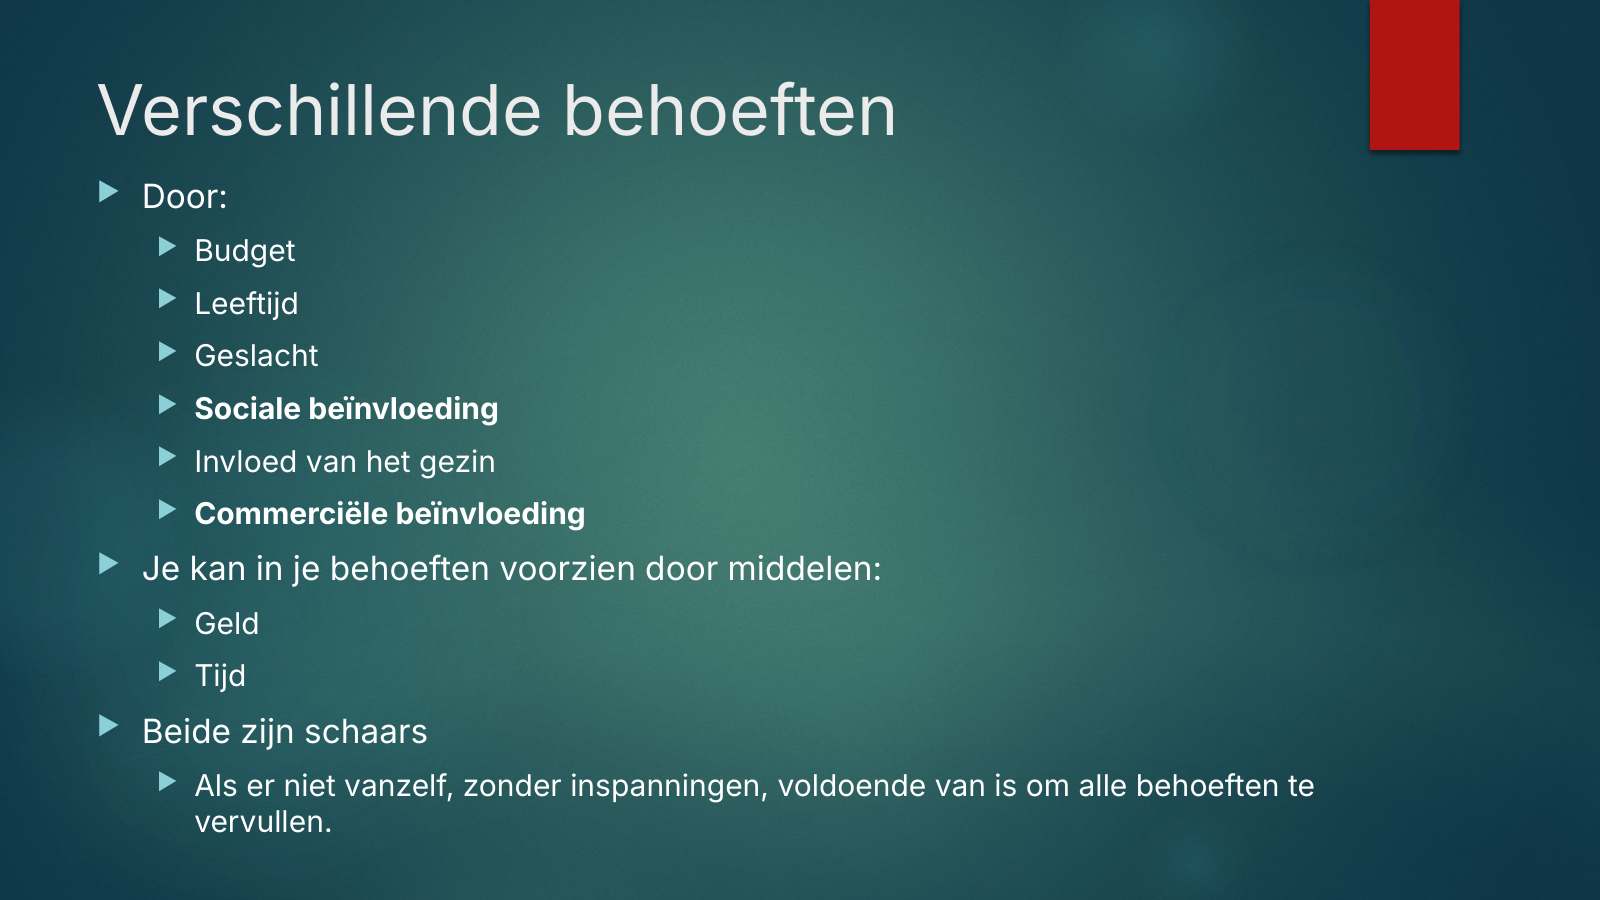 Verschillende behoeften
Door:
Budget
Leeftijd
Geslacht
Sociale beïnvloeding
Invloed van het gezin
Commerciële beïnvloeding
Je kan in je behoeften voorzien door middelen:
Geld
Tijd
Beide zijn schaars
Als er niet vanzelf, zonder inspanningen, voldoende van is om alle behoeften te
vervullen.